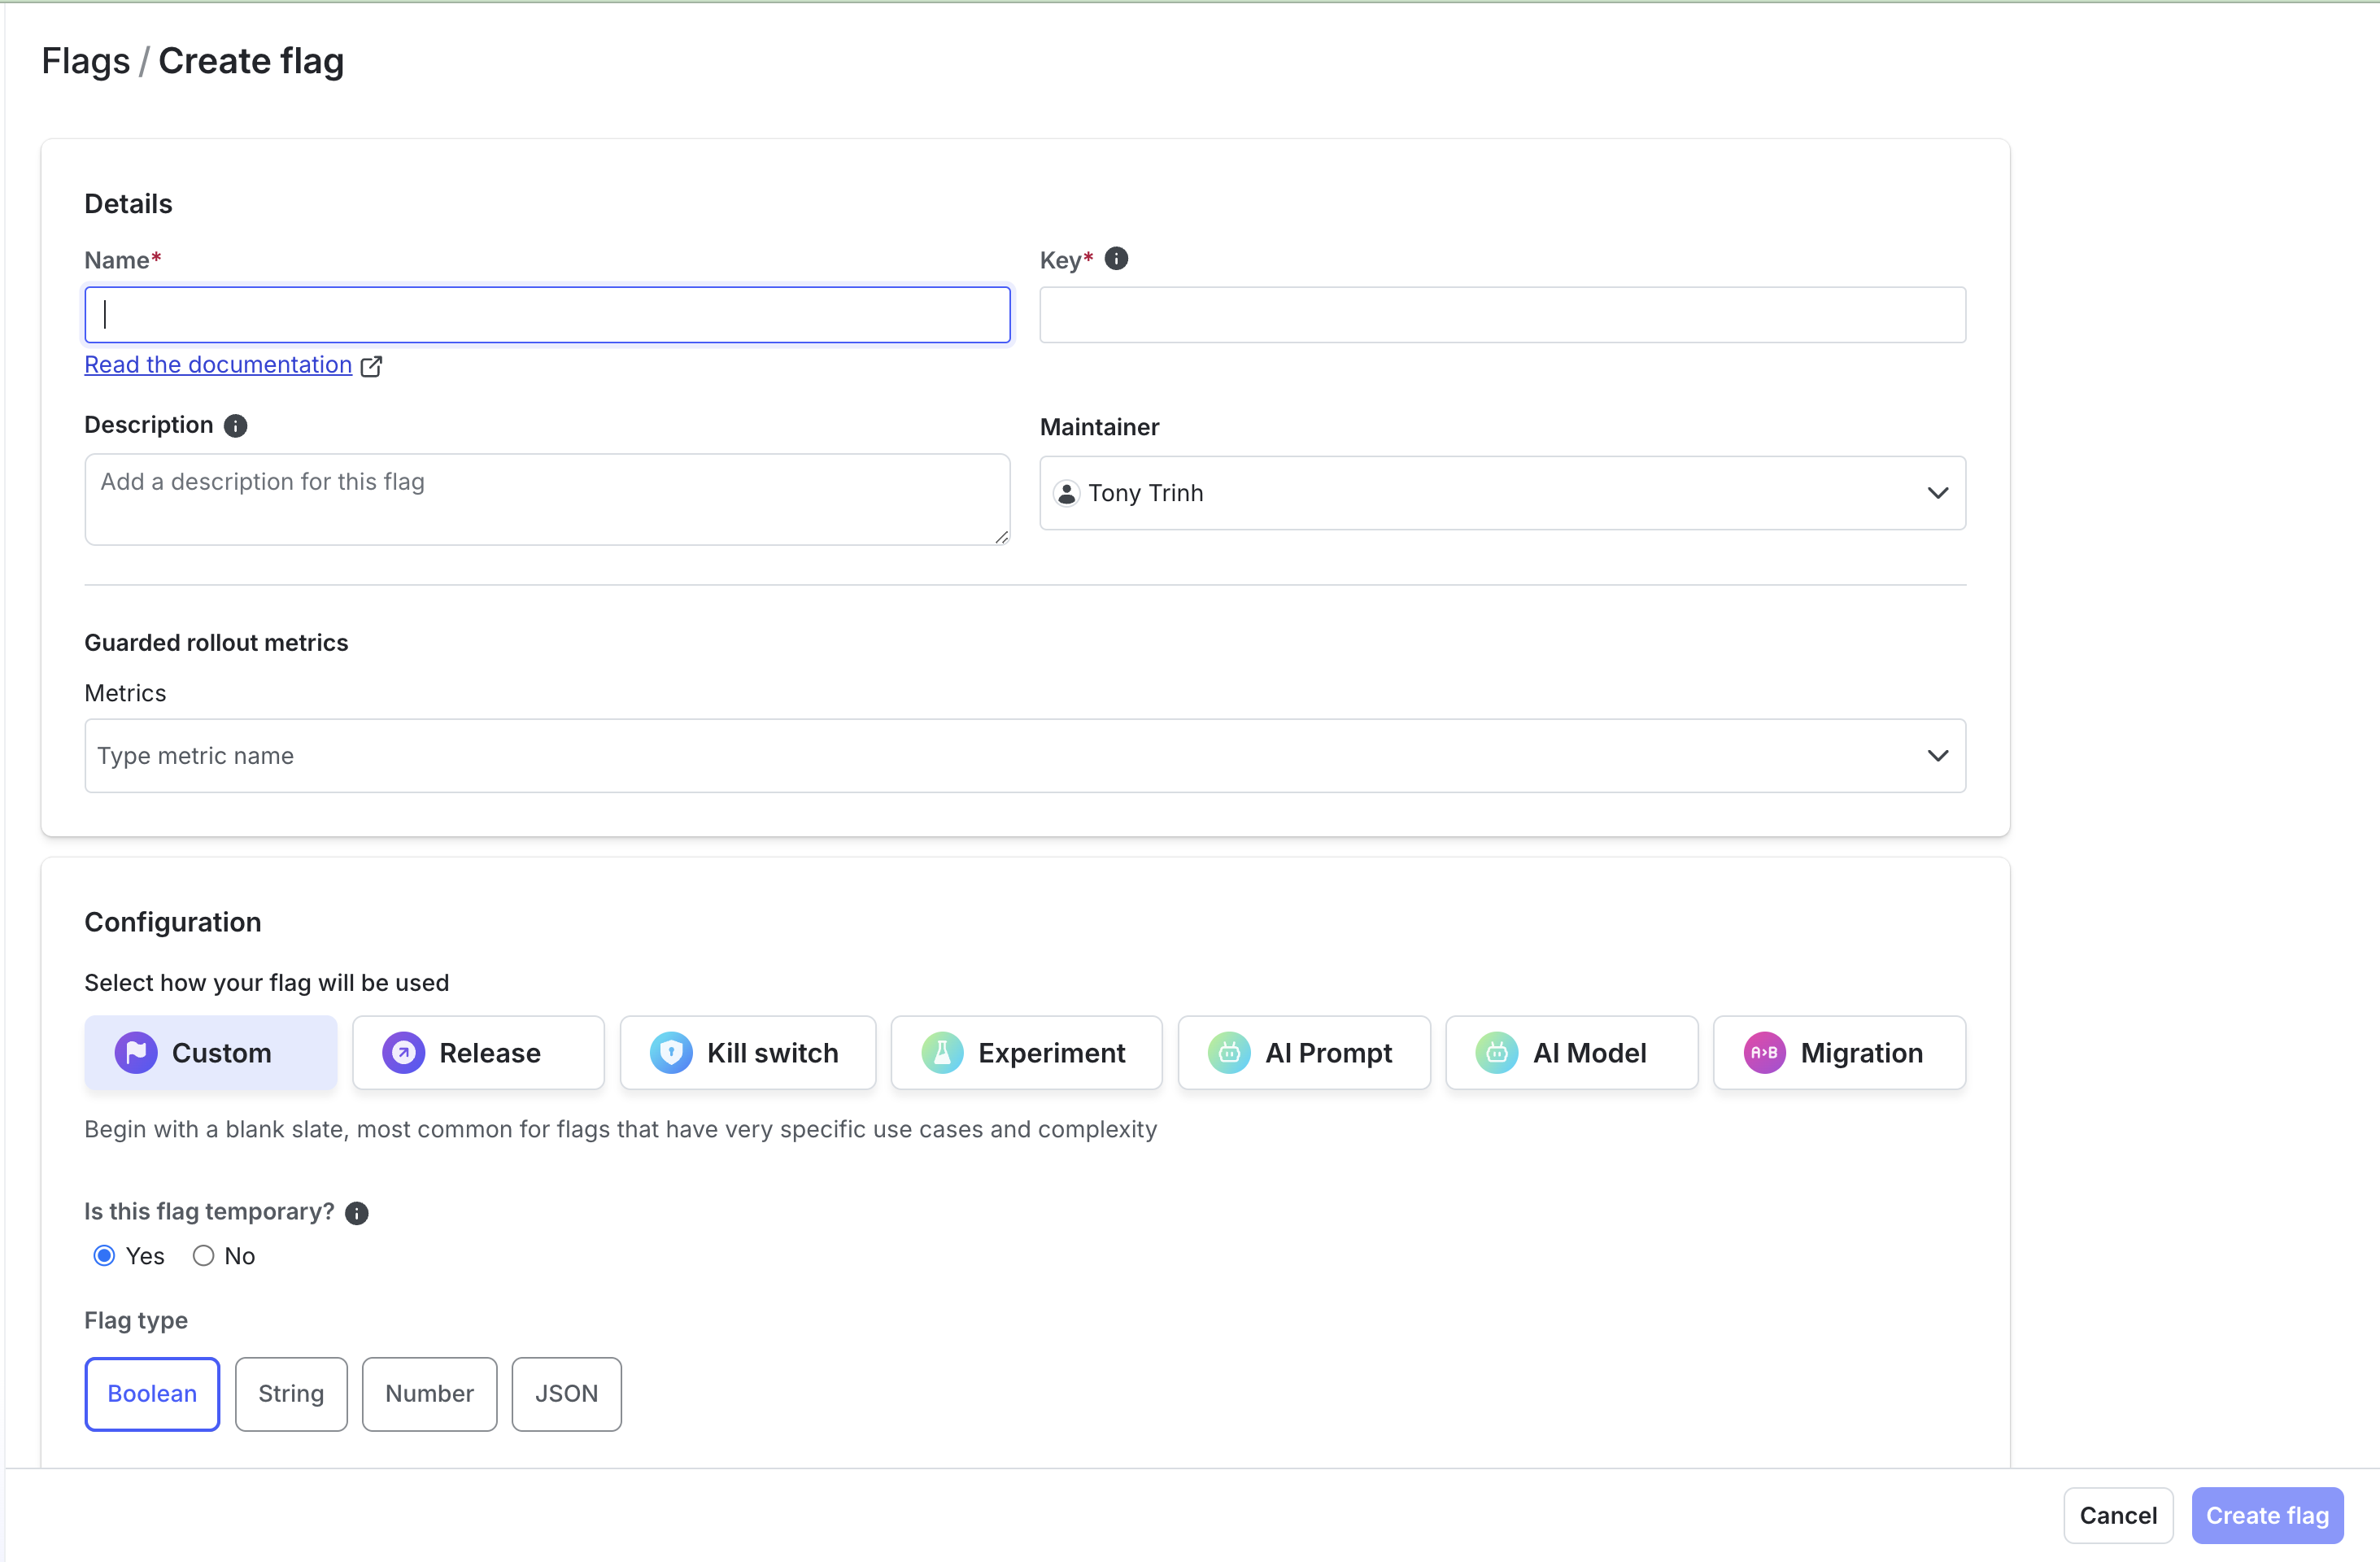 Flags / Create flag
Details
Name*
Key*
Read the documentation
Description
Maintainer
Add a description for this flag
Tony Trinh
Guarded rollout metrics
Metrics
Type metric name
Configuration
Select how your flag will be used
Custom Release Kill switch Experiment AI Prompt AI Model A>B Migration
Begin with a blank slate, most common for flags that have very specific use cases and complexity
Is this flag temporary?
Yes No
Flag type
Boolean String Number JSON
Cancel Create flag